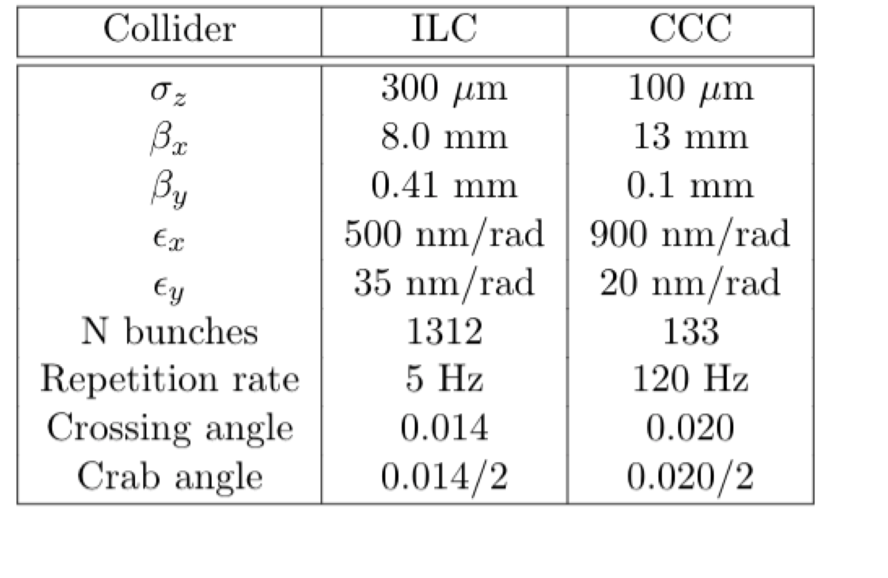 Collider ILC CCC
σz 300 μm 100 μm
βx 8.0 mm 13 mm
βy 0.41 mm 0.1 mm
ϵx 500 nm/rad 900 nm/rad
ϵy 35 nm/rad 20 nm/rad
N bunches 1312 133
Repetition rate 5 Hz 120 Hz
Crossing angle 0.014 0.020
Crab angle 0.014/2 0.020/2